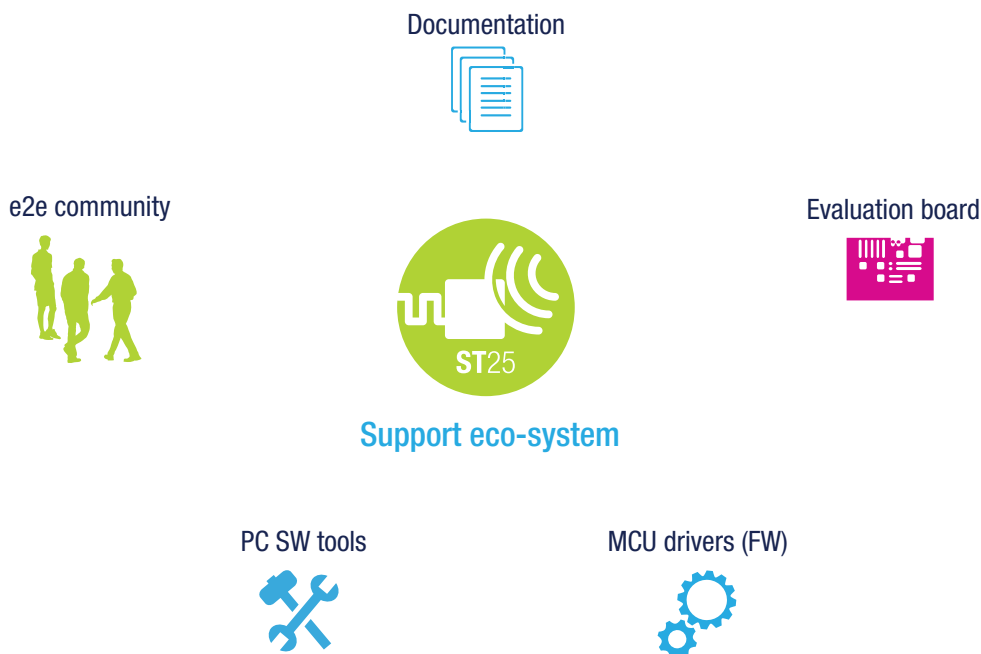 Documentation
e2e community
Evaluation board
ST25
Support eco-system
PC SW tools
MCU drivers (FW)